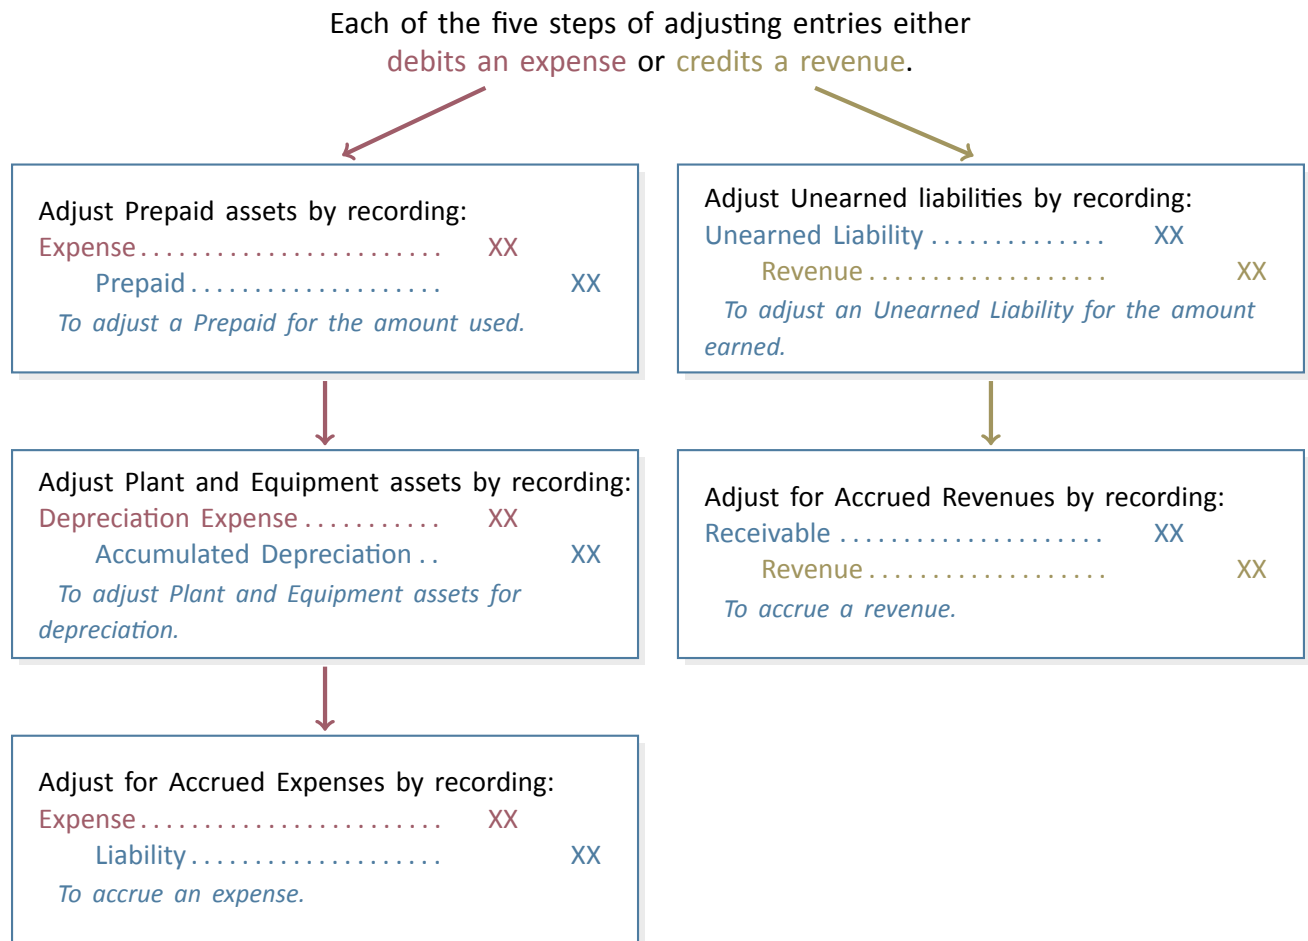 Each of the five steps of adjusting entries either
debits an expense or credits a revenue.
Adjust Prepaid assets by recording:
Expense........................ XX
Prepaid.................... XX
To adjust a Prepaid for the amount used.
Adjust Unearned liabilities by recording:
Unearned Liability.............. XX
Revenue................... XX
To adjust an Unearned Liability for the amount
earned.
Adjust Plant and Equipment assets by recording:
Depreciation Expense........... XX
Accumulated Depreciation.. XX
To adjust Plant and Equipment assets for
depreciation.
Adjust for Accrued Revenues by recording:
Receivable..................... XX
Revenue................... XX
To accrue a revenue.
Adjust for Accrued Expenses by recording:
Expense........................ XX
Liability.................... XX
To accrue an expense.